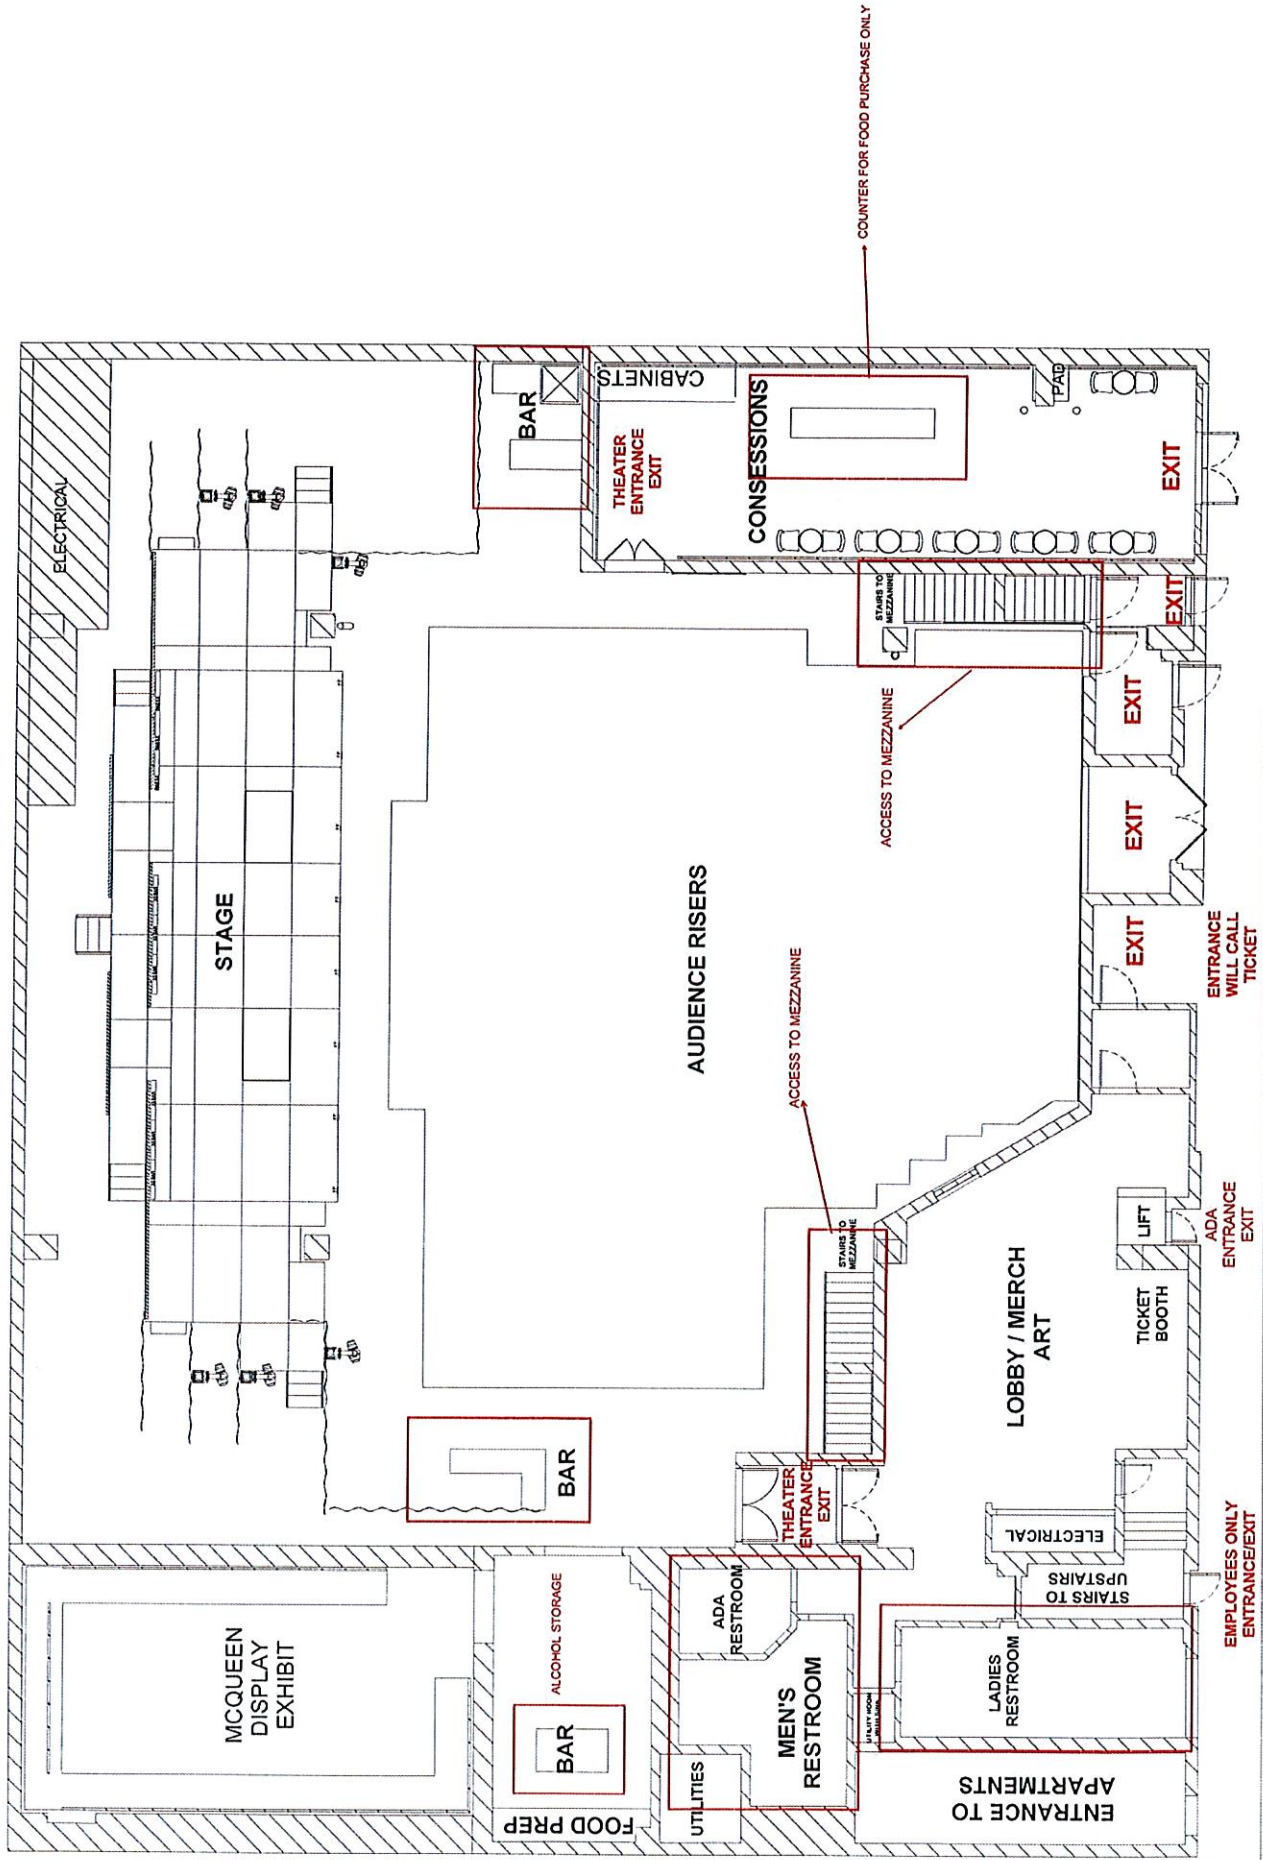 ELECTRICAL
STAGE
BAR
CABINETS
THEATER
ENTRANCE
EXIT
CONSESSIONS
COUNTER FOR FOOD PURCHASE ONLY
PAD
EXIT
STAIRS TO
MEZZANINE
EXIT
ACCESS TO MEZZANINE
EXIT
EXIT
EXIT
ENTRANCE
WILL CALL
TICKET
AUDIENCE RISERS
ACCESS TO MEZZANINE
STAIRS TO
MEZZANINE
BAR
THEATER
ENTRANCE
EXIT
LOBBY / MERCH
ART
LIFT
ADA
ENTRANCE
EXIT
TICKET
BOOTH
ELECTRICAL
STAIRS TO
UPSTAIRS
EMPLOYEES ONLY
ENTRANCE/EXIT
MCQUEEN
DISPLAY
EXHIBIT
ALCOHOL STORAGE
BAR
FOOD PREP
ADA
RESTROOM
MEN'S
RESTROOM
UTILITIES
UTILITY ROOM
LADIES
RESTROOM
ENTRANCE TO
APARTMENTS